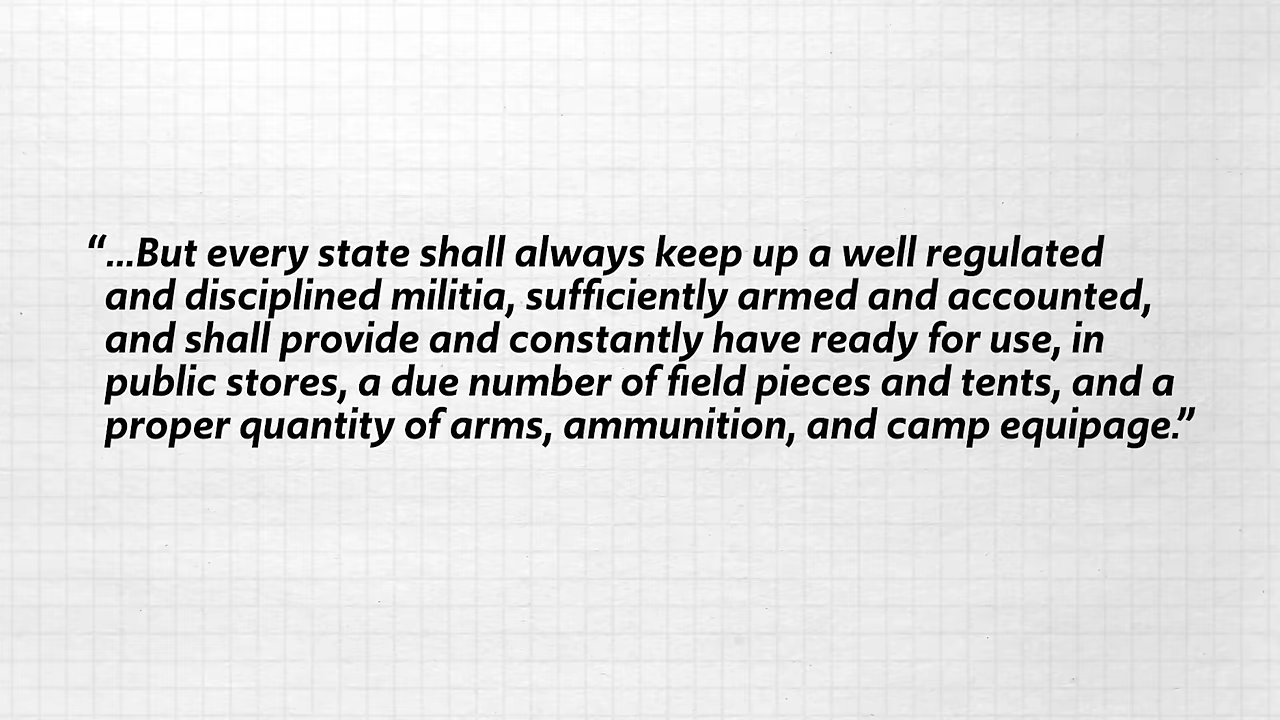 “...But every state shall always keep up a well regulated
and disciplined militia, sufficiently armed and accounted,
and shall provide and constantly have ready for use, in
public stores, a due number of field pieces and tents, and a
proper quantity of arms, ammunition, and camp equipage.”